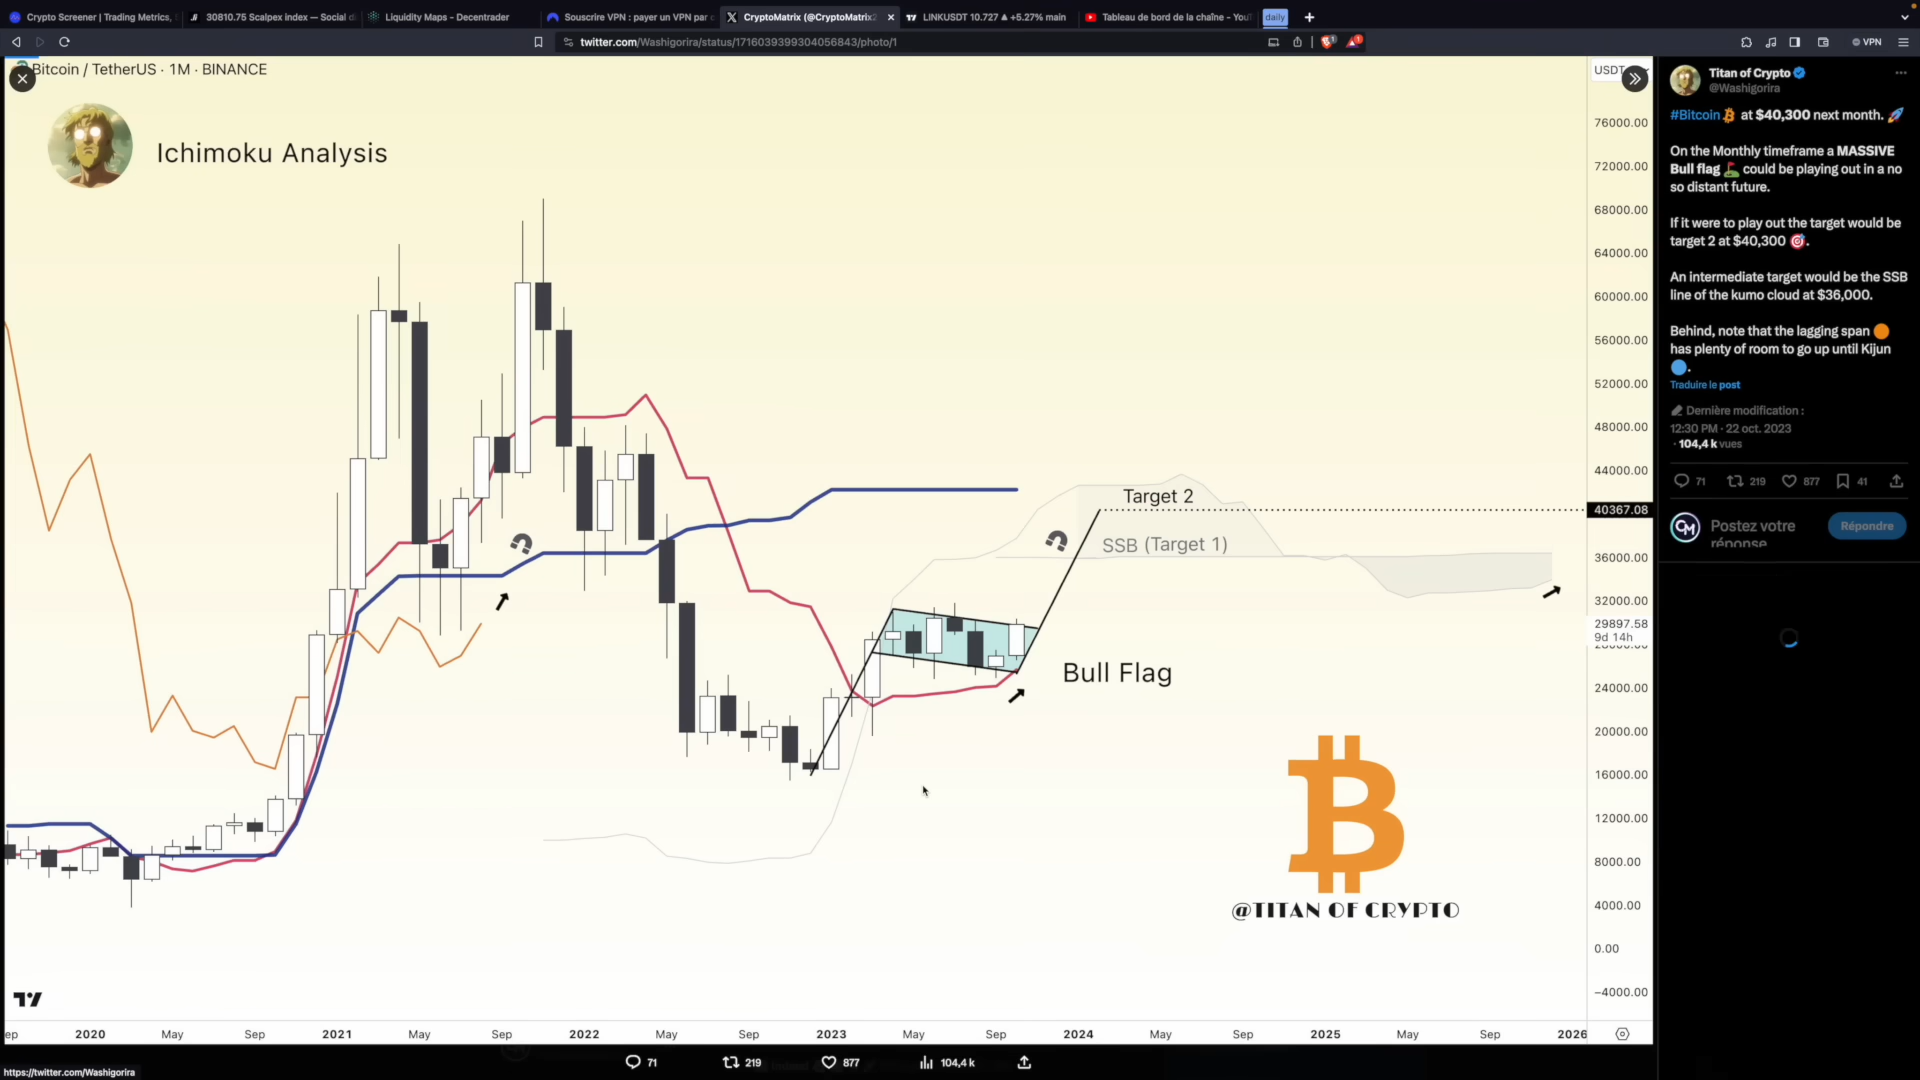 Crypto Screener | Trading Metrics,
30810.75 Scalpex index — Social
Liquidity Maps - Decentrader
Souscrire VPN : payer un VPN par
CryptoMatrix (@CryptoMatrix2
LINKUSDT 10.727 ▲ +5.27% main
Tableau de bord de la chaîne - YouT
daily
twitter.com/Washigorira/status/1716039399304056843/photo/1
VPN
Bitcoin / TetherUS · 1M · BINANCE
Ichimoku Analysis
USDT
76000.00
72000.00
68000.00
64000.00
60000.00
56000.00
52000.00
48000.00
44000.00
40367.08
36000.00
32000.00
29897.58
9d 14h
28000.00
24000.00
20000.00
16000.00
12000.00
8000.00
4000.00
0.00
−4000.00
Target 2
SSB (Target 1)
Bull Flag
@TITAN OF CRYPTO
ep
2020
May
Sep
2021
May
Sep
2022
May
Sep
2023
May
Sep
2024
May
Sep
2025
May
Sep
2026
71
219
877
104,4 k
https://twitter.com/Washigorira
Titan of Crypto
@Washigorira
#Bitcoin at $40,300 next month. 🚀
On the Monthly timeframe a MASSIVE
Bull flag ⛳ could be playing out in a no
so distant future.
If it were to play out the target would be
target 2 at $40,300 🎯.
An intermediate target would be the SSB
line of the kumo cloud at $36,000.
Behind, note that the lagging span 🟠
has plenty of room to go up until Kijun
🔵.
Traduire le post
Dernière modification :
12:30 PM · 22 oct. 2023
· 104,4 k vues
71
219
877
41
CM
Postez votre
réponse
Répondre